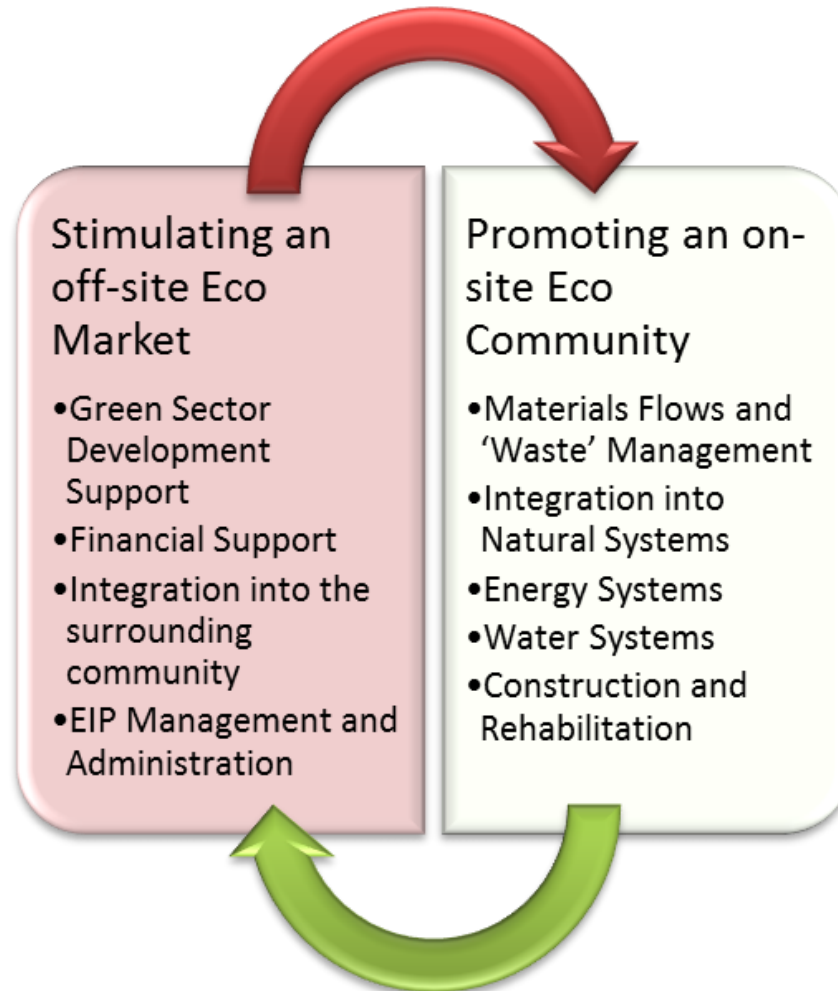 Stimulating an
off-site Eco
Market
•Green Sector
Development
Support
•Financial Support
•Integration into the
surrounding
community
•EIP Management and
Administration
Promoting an on-
site Eco
Community
•Materials Flows and
‘Waste’ Management
•Integration into
Natural Systems
•Energy Systems
•Water Systems
•Construction and
Rehabilitation